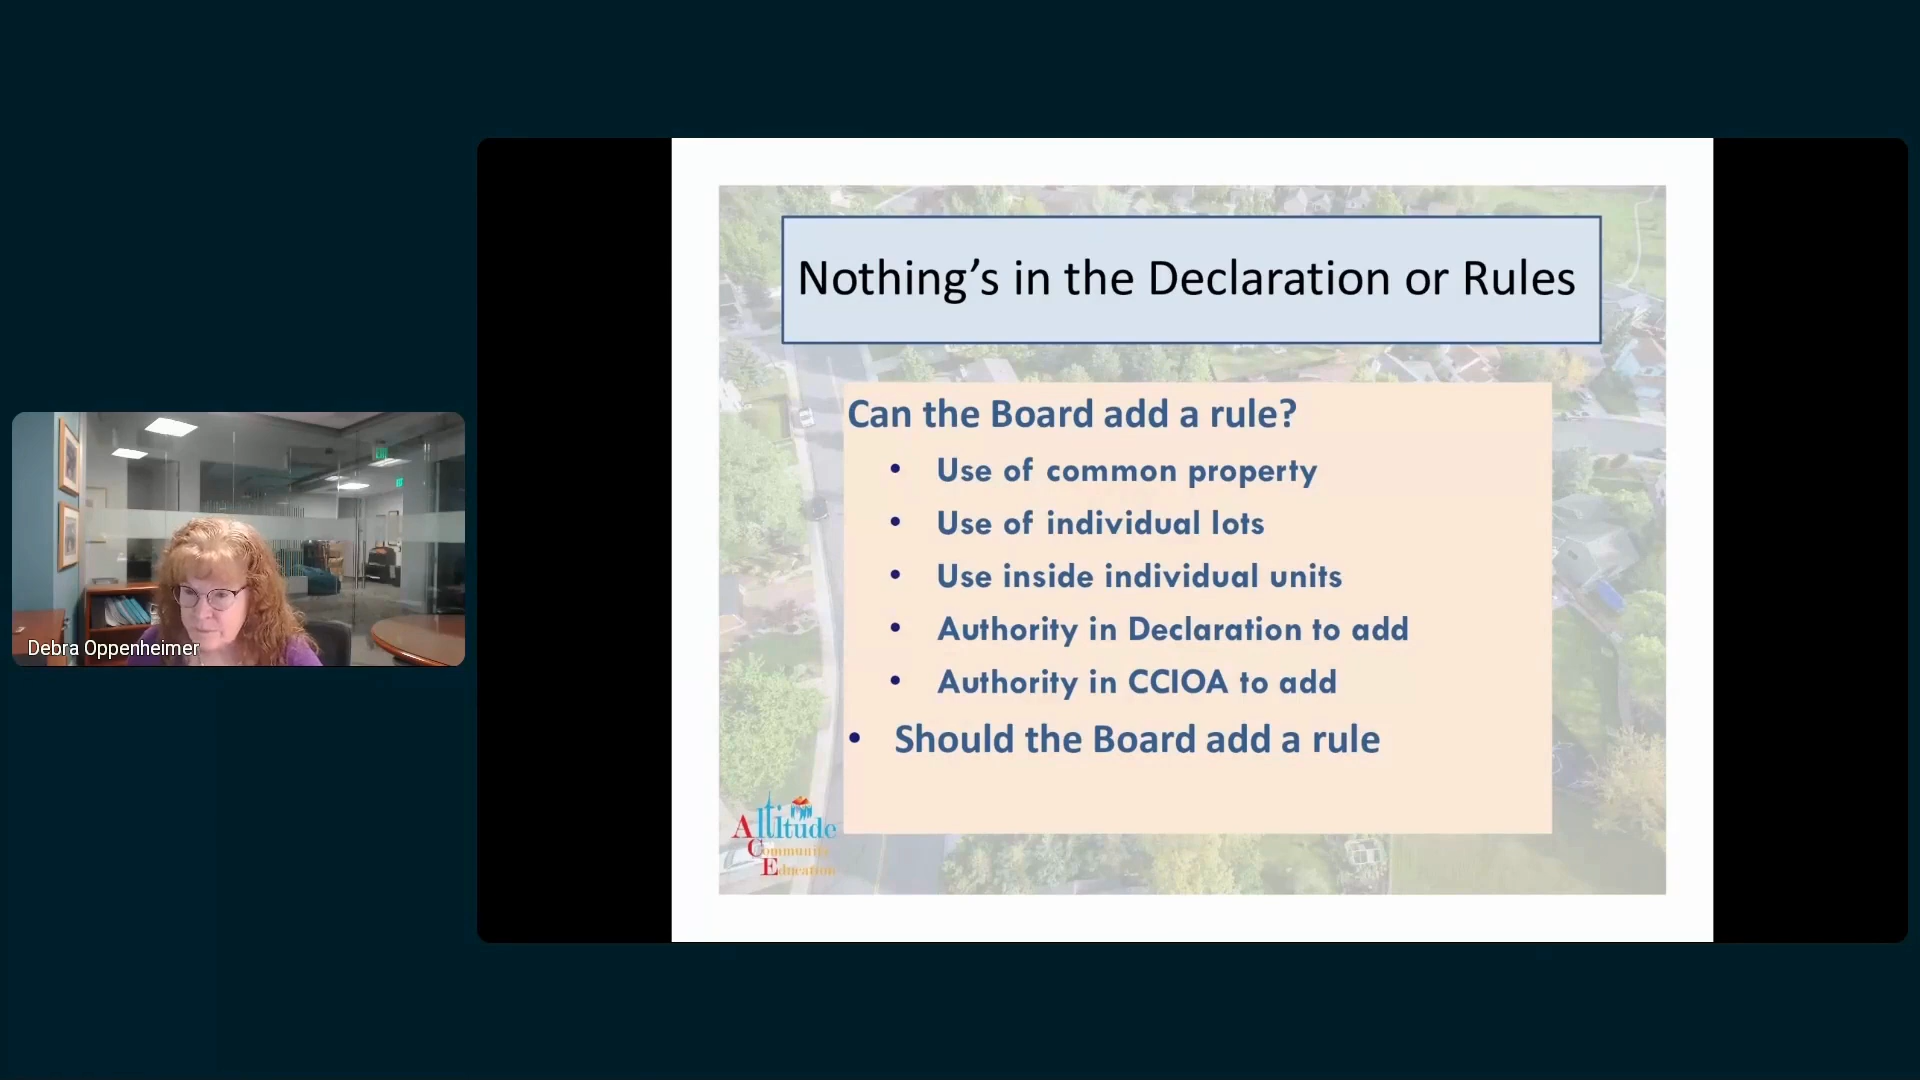 Nothing’s in the Declaration or Rules
Can the Board add a rule?
• Use of common property
• Use of individual lots
• Use inside individual units
• Authority in Declaration to add
• Authority in CCIOA to add
• Should the Board add a rule
Altitude
Community
Education
Debra Oppenheimer